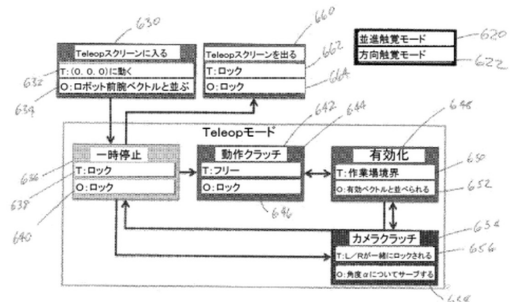 630
Teleopスクリーンに入る
632
T:(0、0、0)に動く
634
O:ロボット前腕ベクトルと並ぶ
660
Teleopスクリーンを出る
662
T:ロック
664
O:ロック
並進触覚モード
620
方向触覚モード
622
Teleopモード
636
一時停止
638
T:ロック
640
O:ロック
642
644
動作クラッチ
T:フリー
O:ロック
646
648
有効化
650
T:作業場境界
652
O:有効ベクトルと並べられる
654
カメラクラッチ
656
T:L/Rが一緒にロックされる
O:角度αについてサーブする